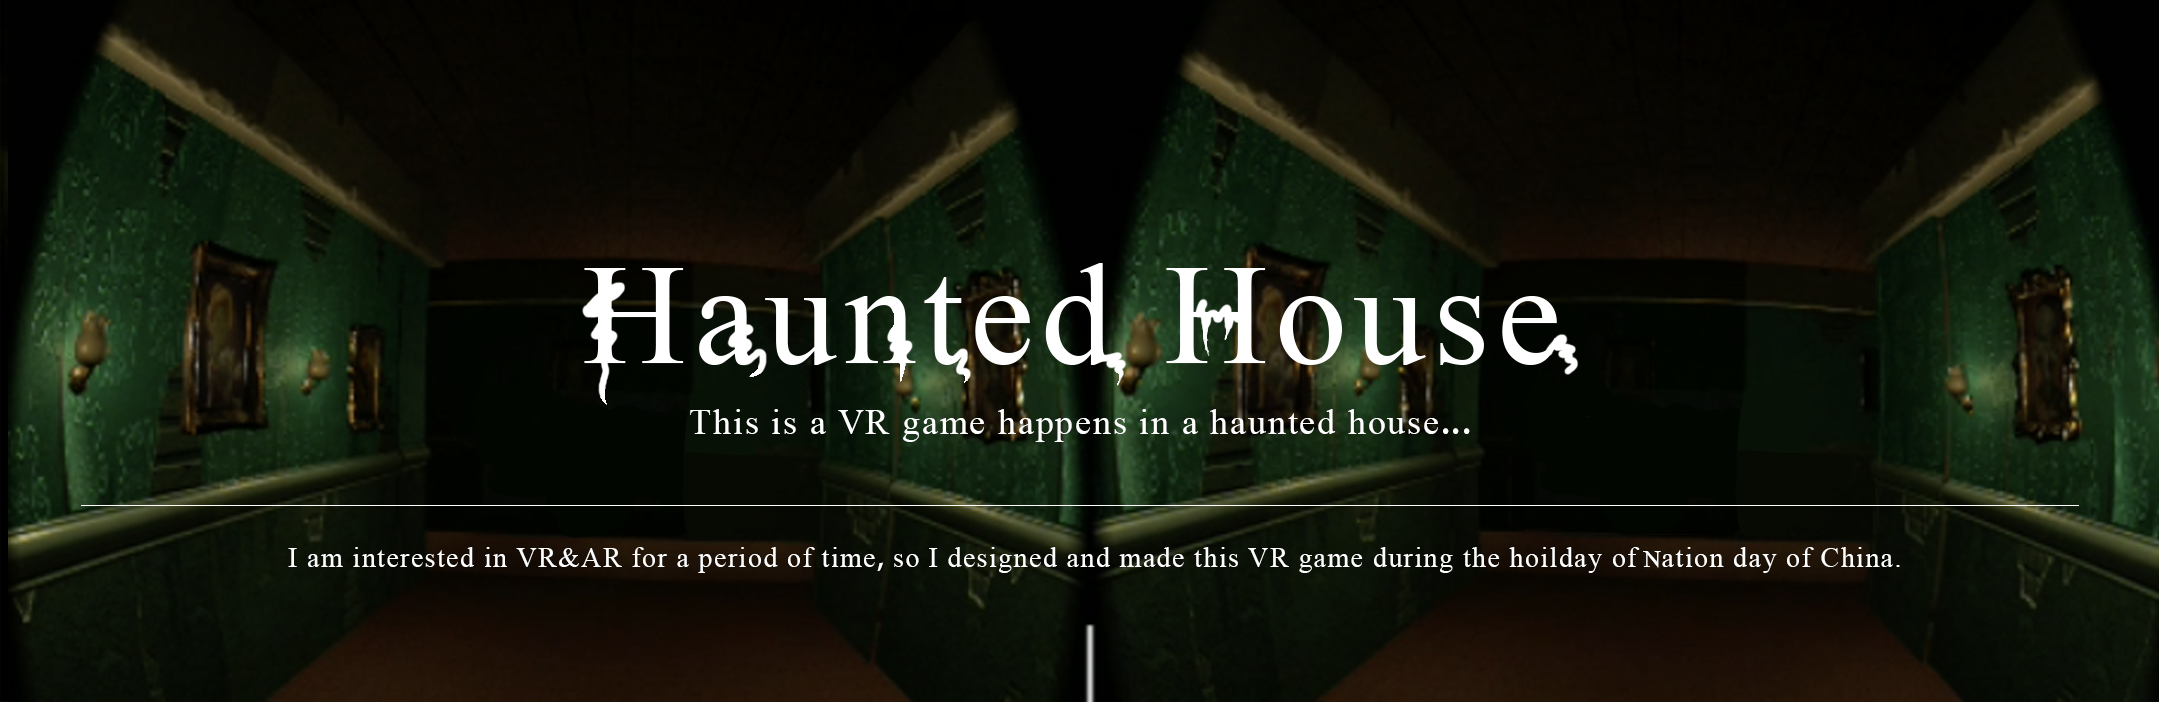 Haunted House
This is a VR game happens in a haunted house...
I am interested in VR&AR for a period of time, so I designed and made this VR game during the hoilday of Nation day of China.